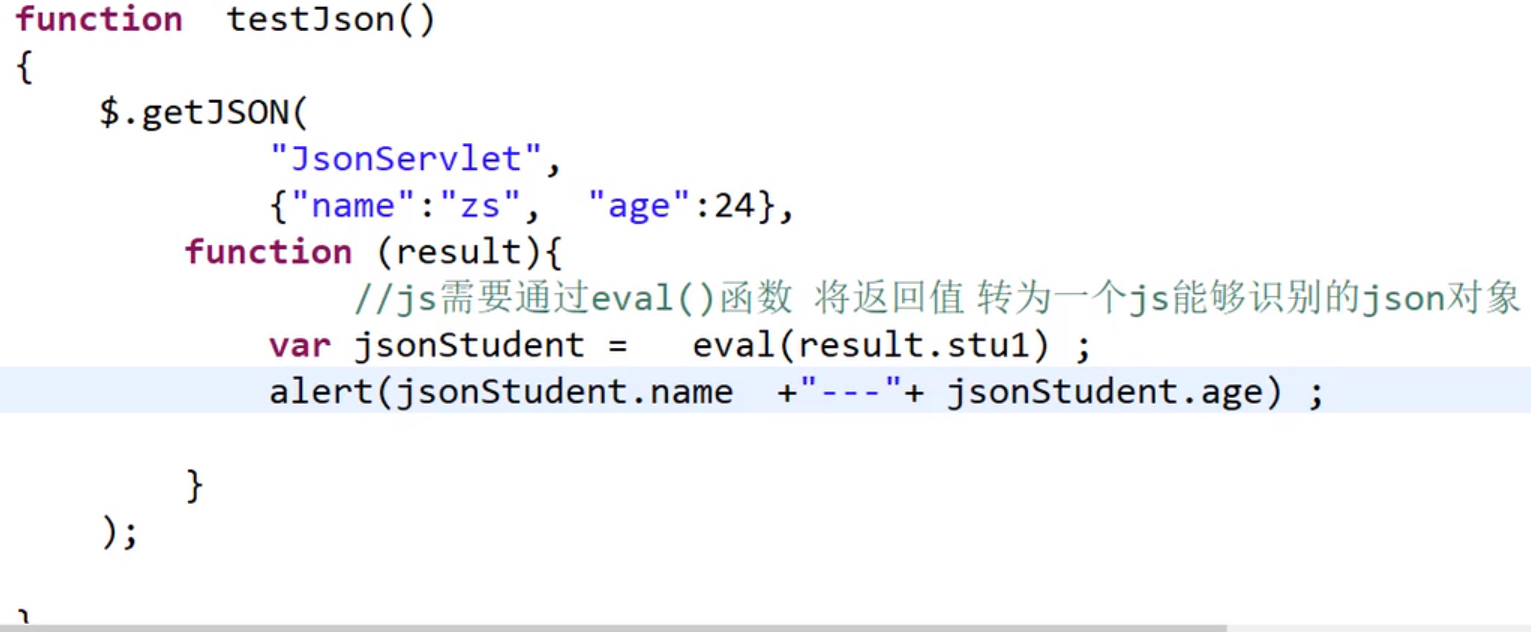 function  testJson()
{
    $.getJSON(
            "JsonServlet",
            {"name":"zs",  "age":24},
        function (result){
                //js需要通过eval()函数 将返回值 转为一个js能够识别的json对象
            var jsonStudent =   eval(result.stu1) ;
            alert(jsonStudent.name  +"---"+ jsonStudent.age) ;
        }
    );
}